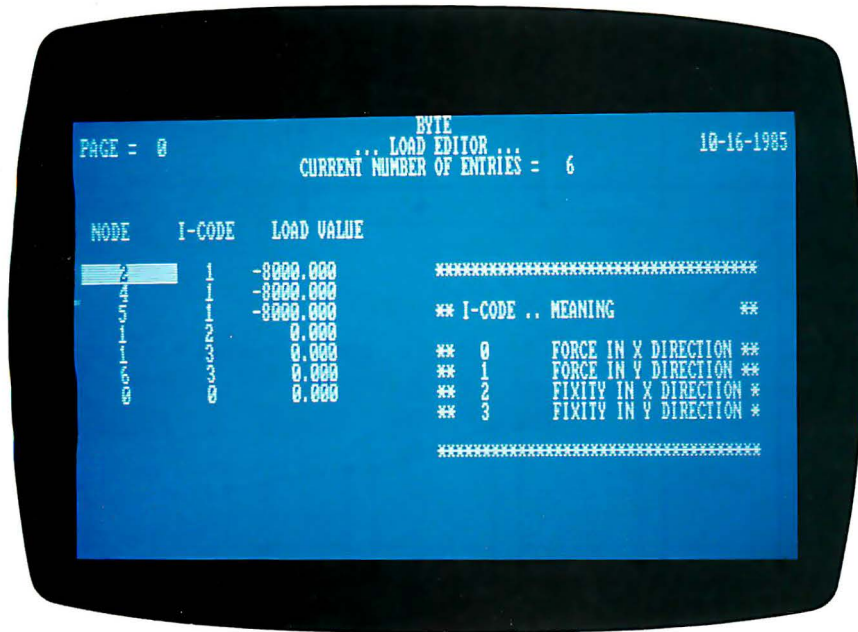 BYTE
PAGE = 0 ... LOAD EDITOR ... 10-16-1985
CURRENT NUMBER OF ENTRIES = 6
NODE I-CODE LOAD VALUE
2 1 -8000.000
4 1 -8000.000
5 1 -8000.000
1 2 0.000
1 3 0.000
6 3 0.000
0 0 0.000
************************************
** I-CODE .. MEANING **
** 0 FORCE IN X DIRECTION **
** 1 FORCE IN Y DIRECTION **
** 2 FIXITY IN X DIRECTION *
** 3 FIXITY IN Y DIRECTION *
************************************